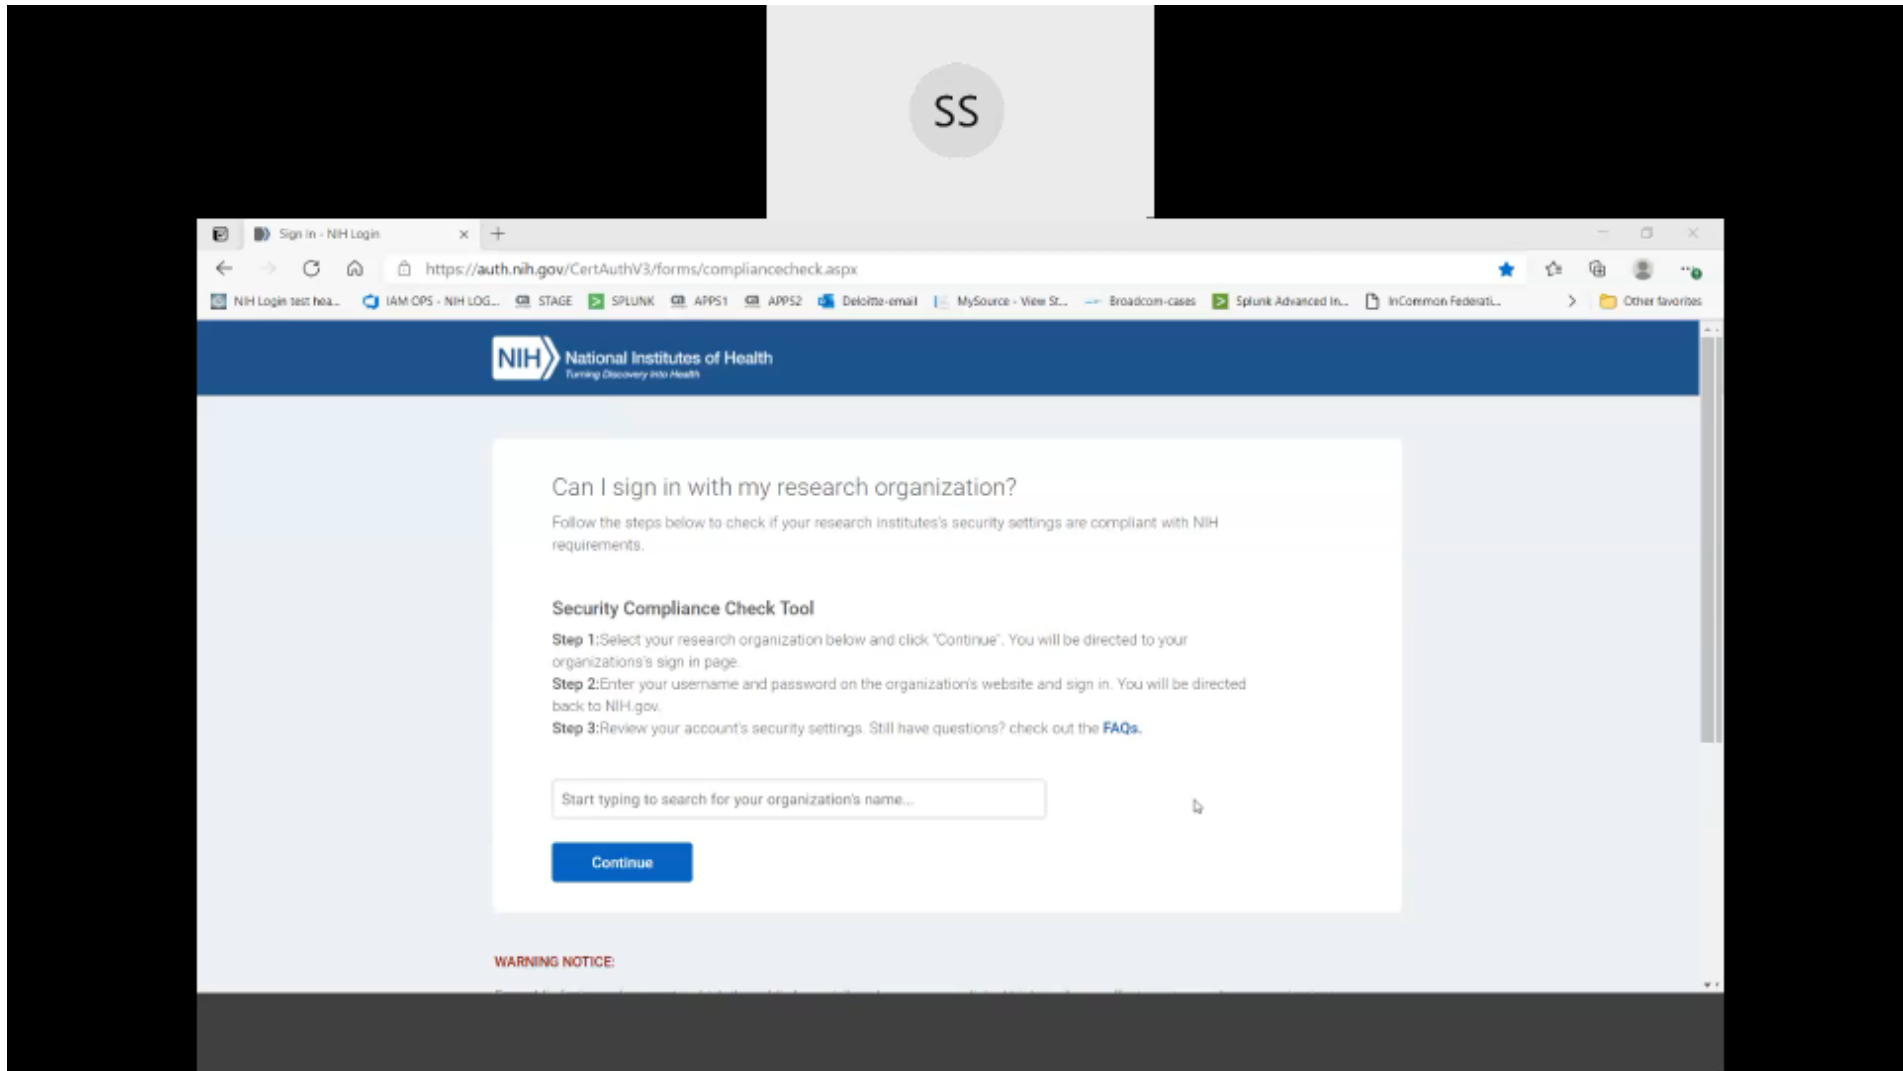 SS
Sign in - NIH Login
https://auth.nih.gov/CertAuthV3/forms/compliancecheck.aspx
NIH Login test hea... IAM OPS - NIH LOG... STAGE SPLUNK APPS1 APPS2 Deloitte-email MySource - View St... Broadcom-cases Splunk Advanced In... InCommon Federati... Other favorites
NIH National Institutes of Health
Turning Discovery Into Health
Can I sign in with my research organization?
Follow the steps below to check if your research institutes's security settings are compliant with NIH
requirements.
Security Compliance Check Tool
Step 1:Select your research organization below and click "Continue". You will be directed to your
organizations's sign in page.
Step 2:Enter your username and password on the organization's website and sign in. You will be directed
back to NIH.gov.
Step 3:Review your account's security settings. Still have questions? check out the FAQs.
Start typing to search for your organization's name...
Continue
WARNING NOTICE: